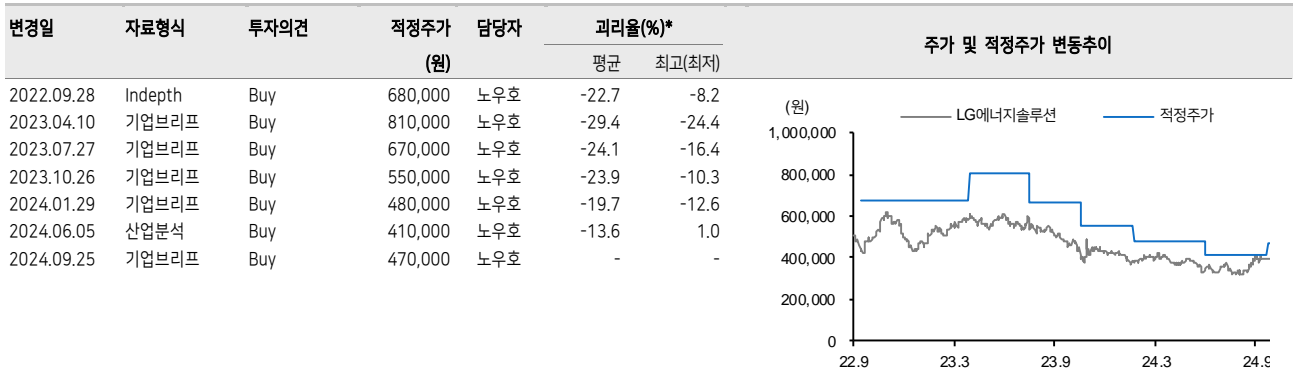 변경일 자료형식 투자의견 적정주가 담당자 괴리율(%)* 주가 및 적정주가 변동추이
(원) 평균 최고(최저)
2022.09.28 Indepth Buy 680,000 노우호 -22.7 -8.2
2023.04.10 기업브리프 Buy 810,000 노우호 -29.4 -24.4
2023.07.27 기업브리프 Buy 670,000 노우호 -24.1 -16.4
2023.10.26 기업브리프 Buy 550,000 노우호 -23.9 -10.3
2024.01.29 기업브리프 Buy 480,000 노우호 -19.7 -12.6
2024.06.05 산업분석 Buy 410,000 노우호 -13.6 1.0
2024.09.25 기업브리프 Buy 470,000 노우호 - -
(원) LG에너지솔루션 적정주가
1,000,000
800,000
600,000
400,000
200,000
0
22.9 23.3 23.9 24.3 24.9